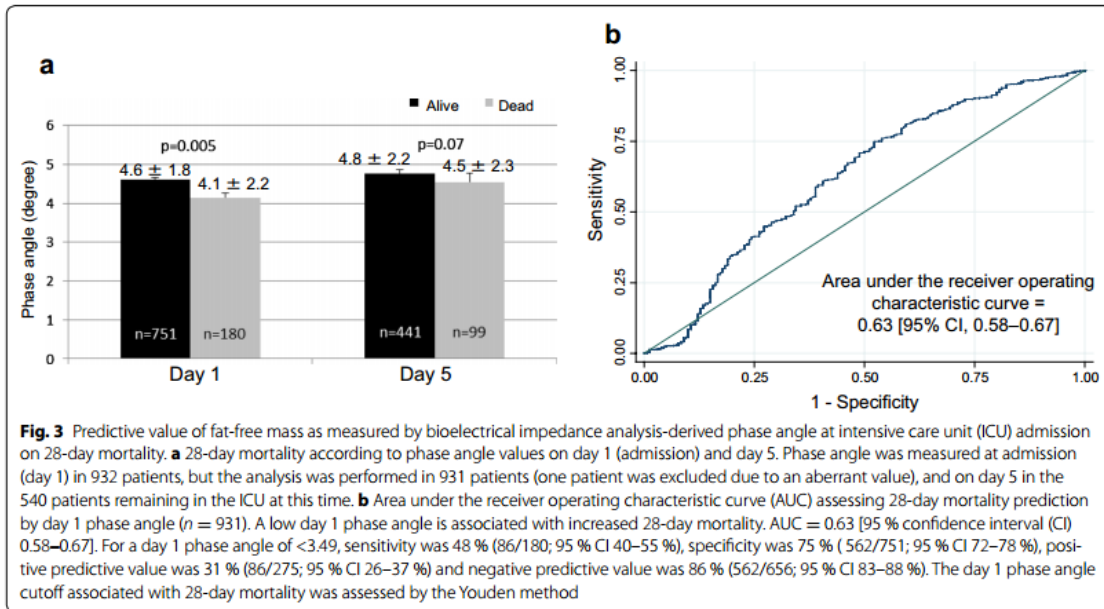 a
Alive Dead
Phase angle (degree)
6
5
4
3
2
1
0
p=0.005
4.6 ± 1.8
4.1 ± 2.2
p=0.07
4.8 ± 2.2
4.5 ± 2.3
n=751
n=180
n=441
n=99
Day 1
Day 5
b
Sensitivity
1.00
0.75
0.50
0.25
0.00
Area under the receiver operating
characteristic curve =
0.63 [95% CI, 0.58–0.67]
0.00 0.25 0.50 0.75 1.00
1 - Specificity
Fig. 3 Predictive value of fat-free mass as measured by bioelectrical impedance analysis-derived phase angle at intensive care unit (ICU) admission
on 28-day mortality. a 28-day mortality according to phase angle values on day 1 (admission) and day 5. Phase angle was measured at admission
(day 1) in 932 patients, but the analysis was performed in 931 patients (one patient was excluded due to an aberrant value), and on day 5 in the
540 patients remaining in the ICU at this time. b Area under the receiver operating characteristic curve (AUC) assessing 28-day mortality prediction
by day 1 phase angle (n = 931). A low day 1 phase angle is associated with increased 28-day mortality. AUC = 0.63 [95 % confidence interval (CI)
0.58–0.67]. For a day 1 phase angle of <3.49, sensitivity was 48 % (86/180; 95 % CI 40–55 %), specificity was 75 % ( 562/751; 95 % CI 72–78 %), posi-
tive predictive value was 31 % (86/275; 95 % CI 26–37 %) and negative predictive value was 86 % (562/656; 95 % CI 83–88 %). The day 1 phase angle
cutoff associated with 28-day mortality was assessed by the Youden method